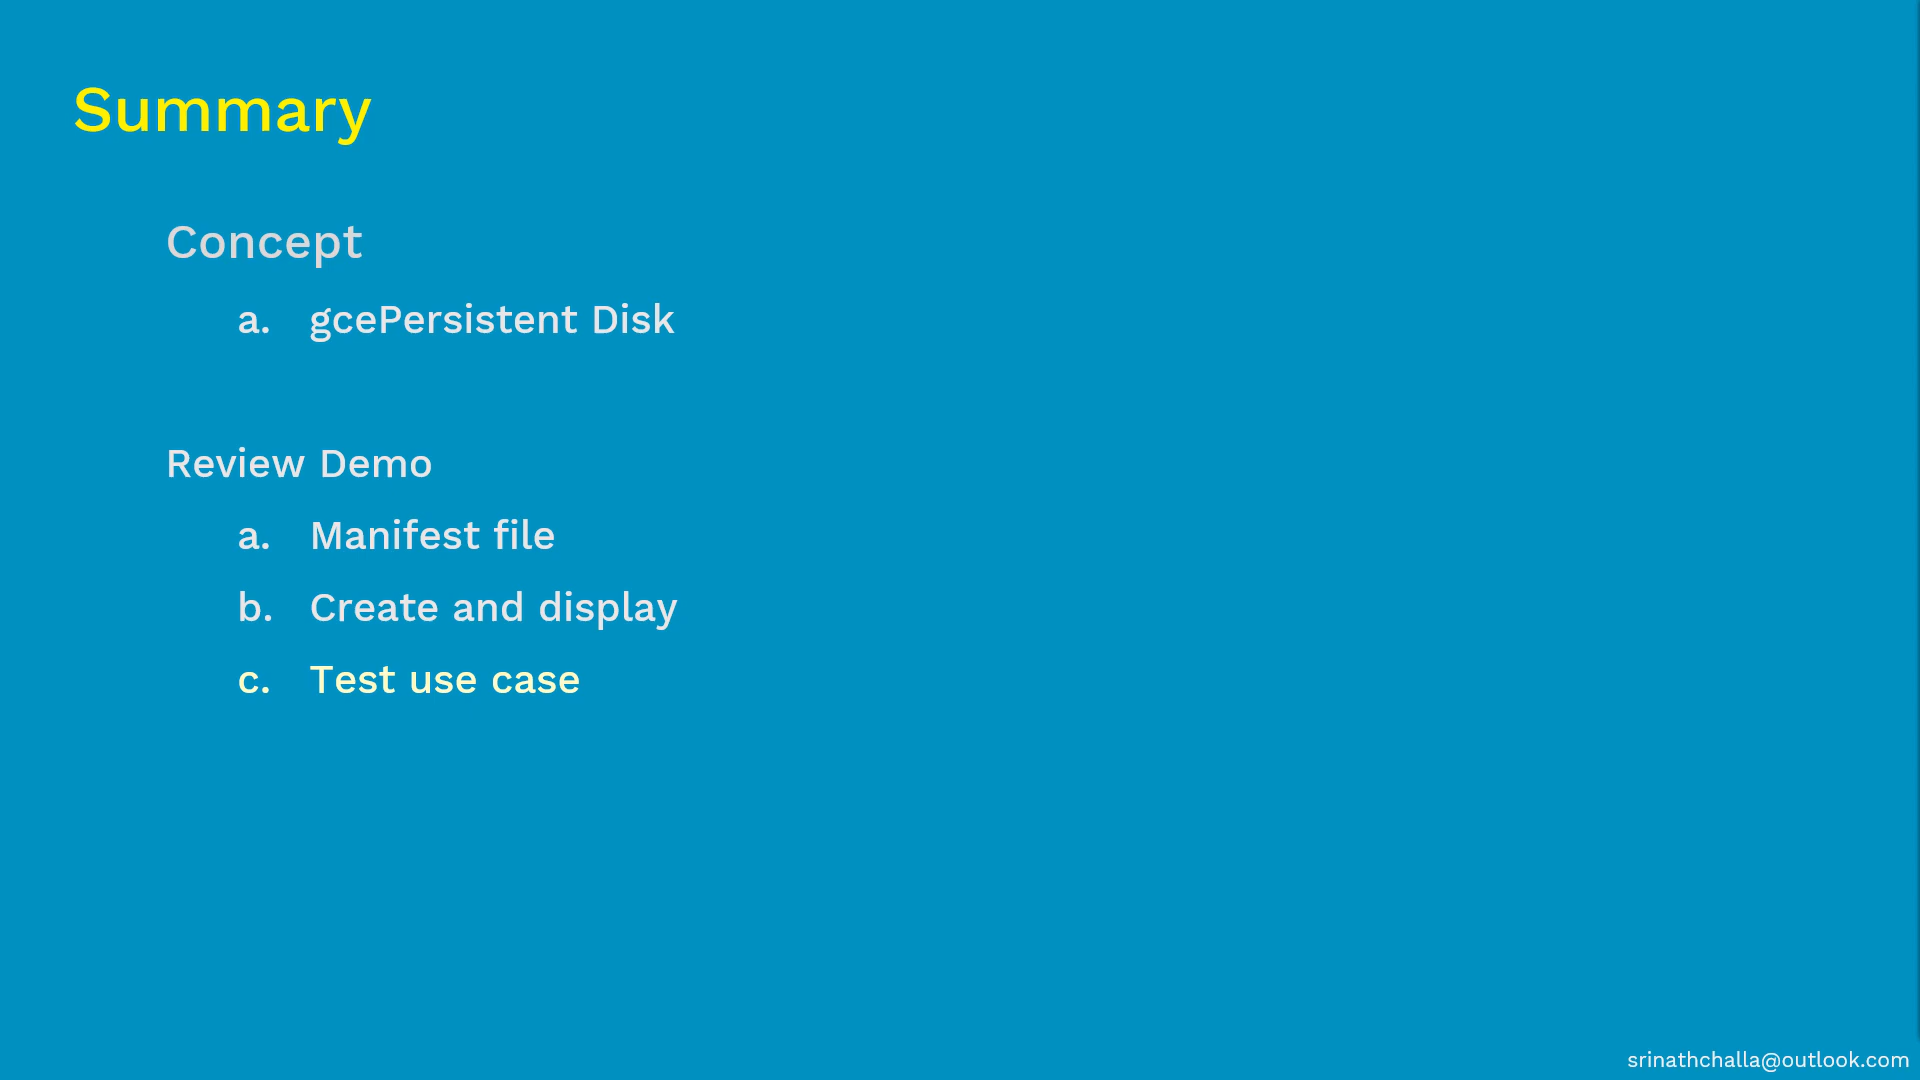 Summary
Concept
a. gcePersistent Disk
Review Demo
a. Manifest file
b. Create and display
c. Test use case
srinathchalla@outlook.com